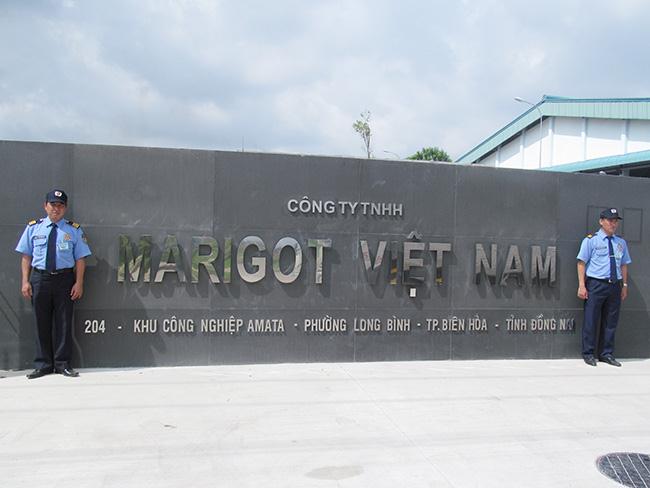 CÔNG TY TNHH
MARIGOT VIỆT NAM
204 - KHU CÔNG NGHIỆP AMATA - PHƯỜNG LONG BÌNH - TP. BIÊN HÒA - TỈNH ĐỒNG NAI